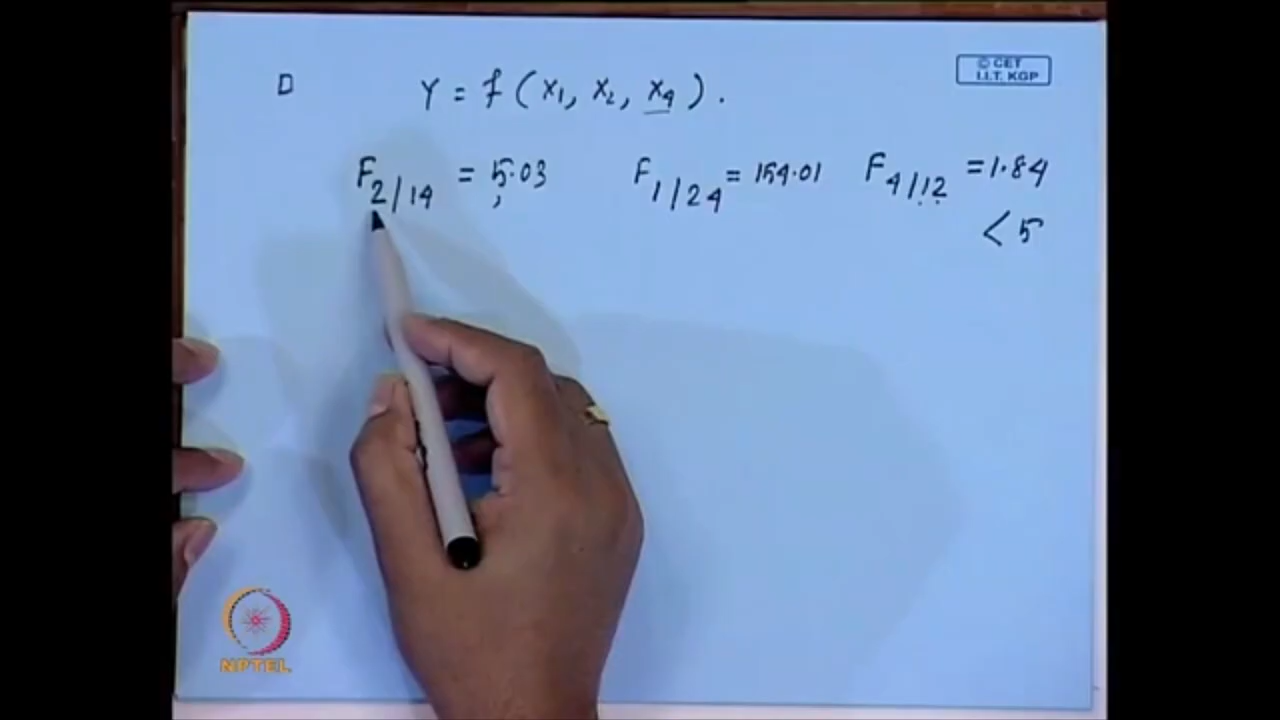 © CET
I.I.T. KGP
D Y = f ( X₁, X₂, X₄ ) .
F₂/₁₄ = 5.03 F₁/₂₄ = 154.01 F₄/₁₂ = 1.84
< 5
NPTEL